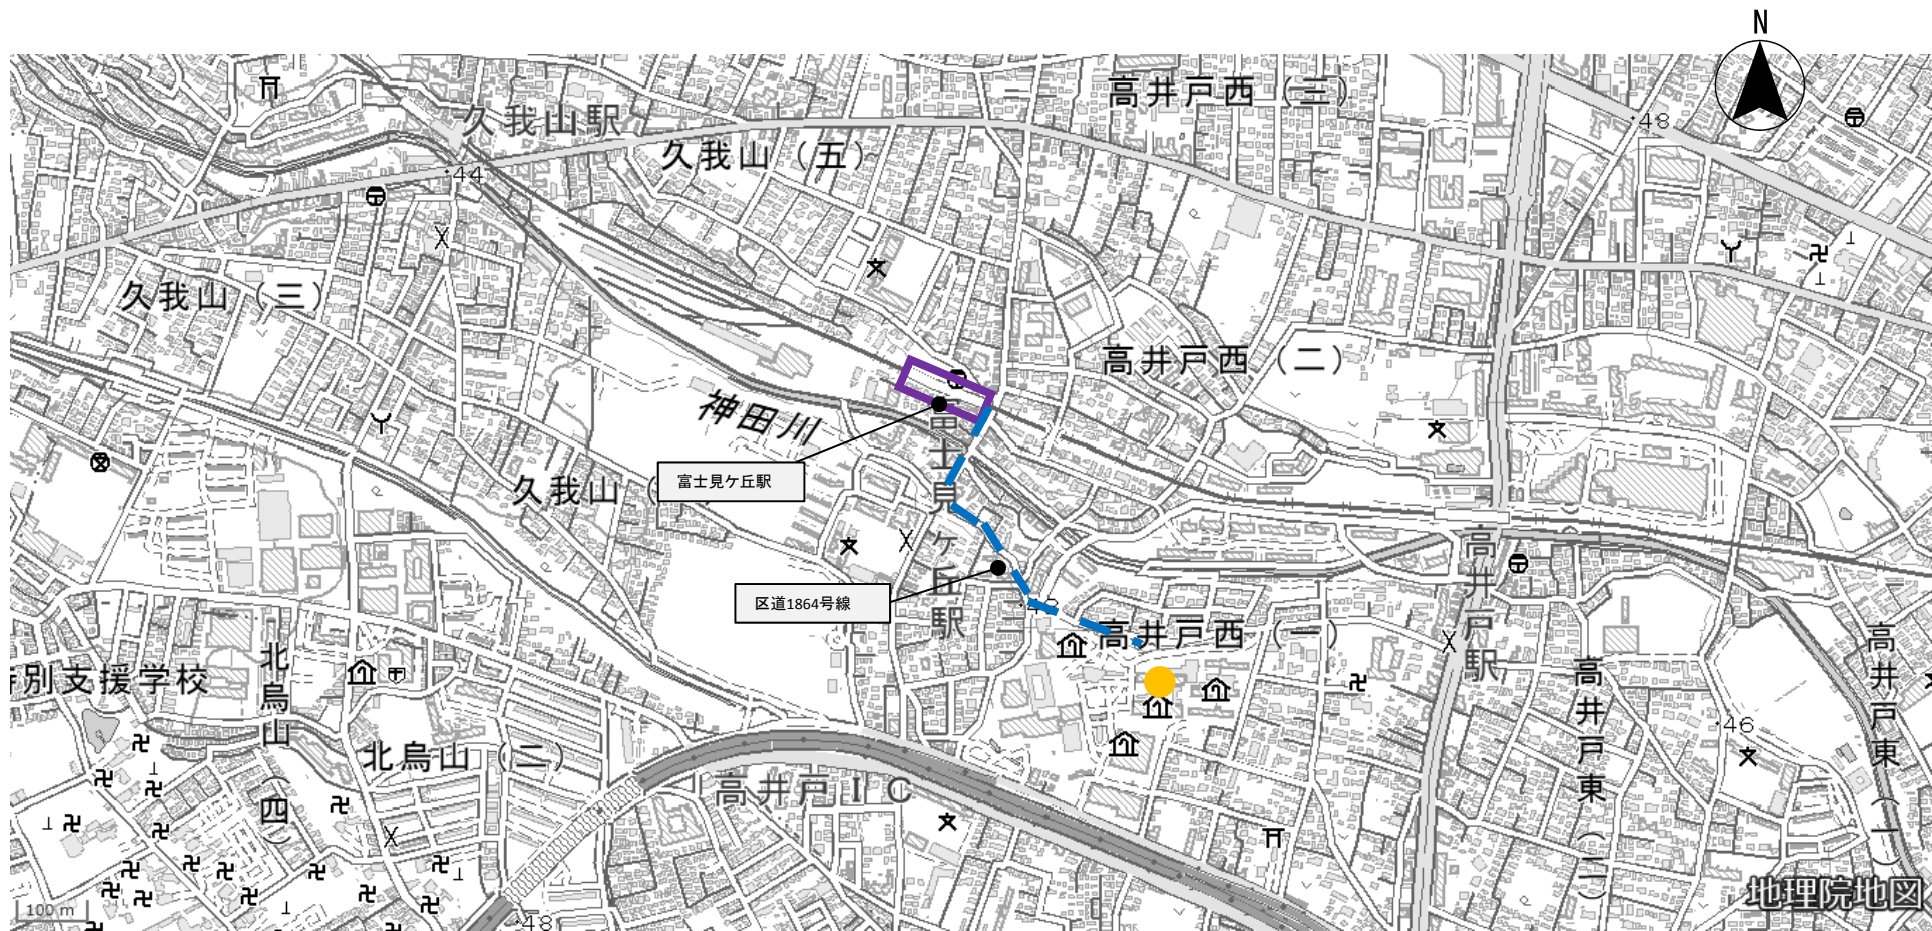 N
高井戸西（三）
48
久我山駅
久我山（五）
44
久我山（三）
高井戸西（二）
神田川
富士見ケ丘駅
久我山（
富士見ヶ丘駅
区道1864号線
高井戸西（一）
高井戸駅
別支援学校
北烏山（四）
北烏山（二）
高井戸ＩＣ
高井戸東（二）
46
高井戸東（一）
100 m
48
地理院地図